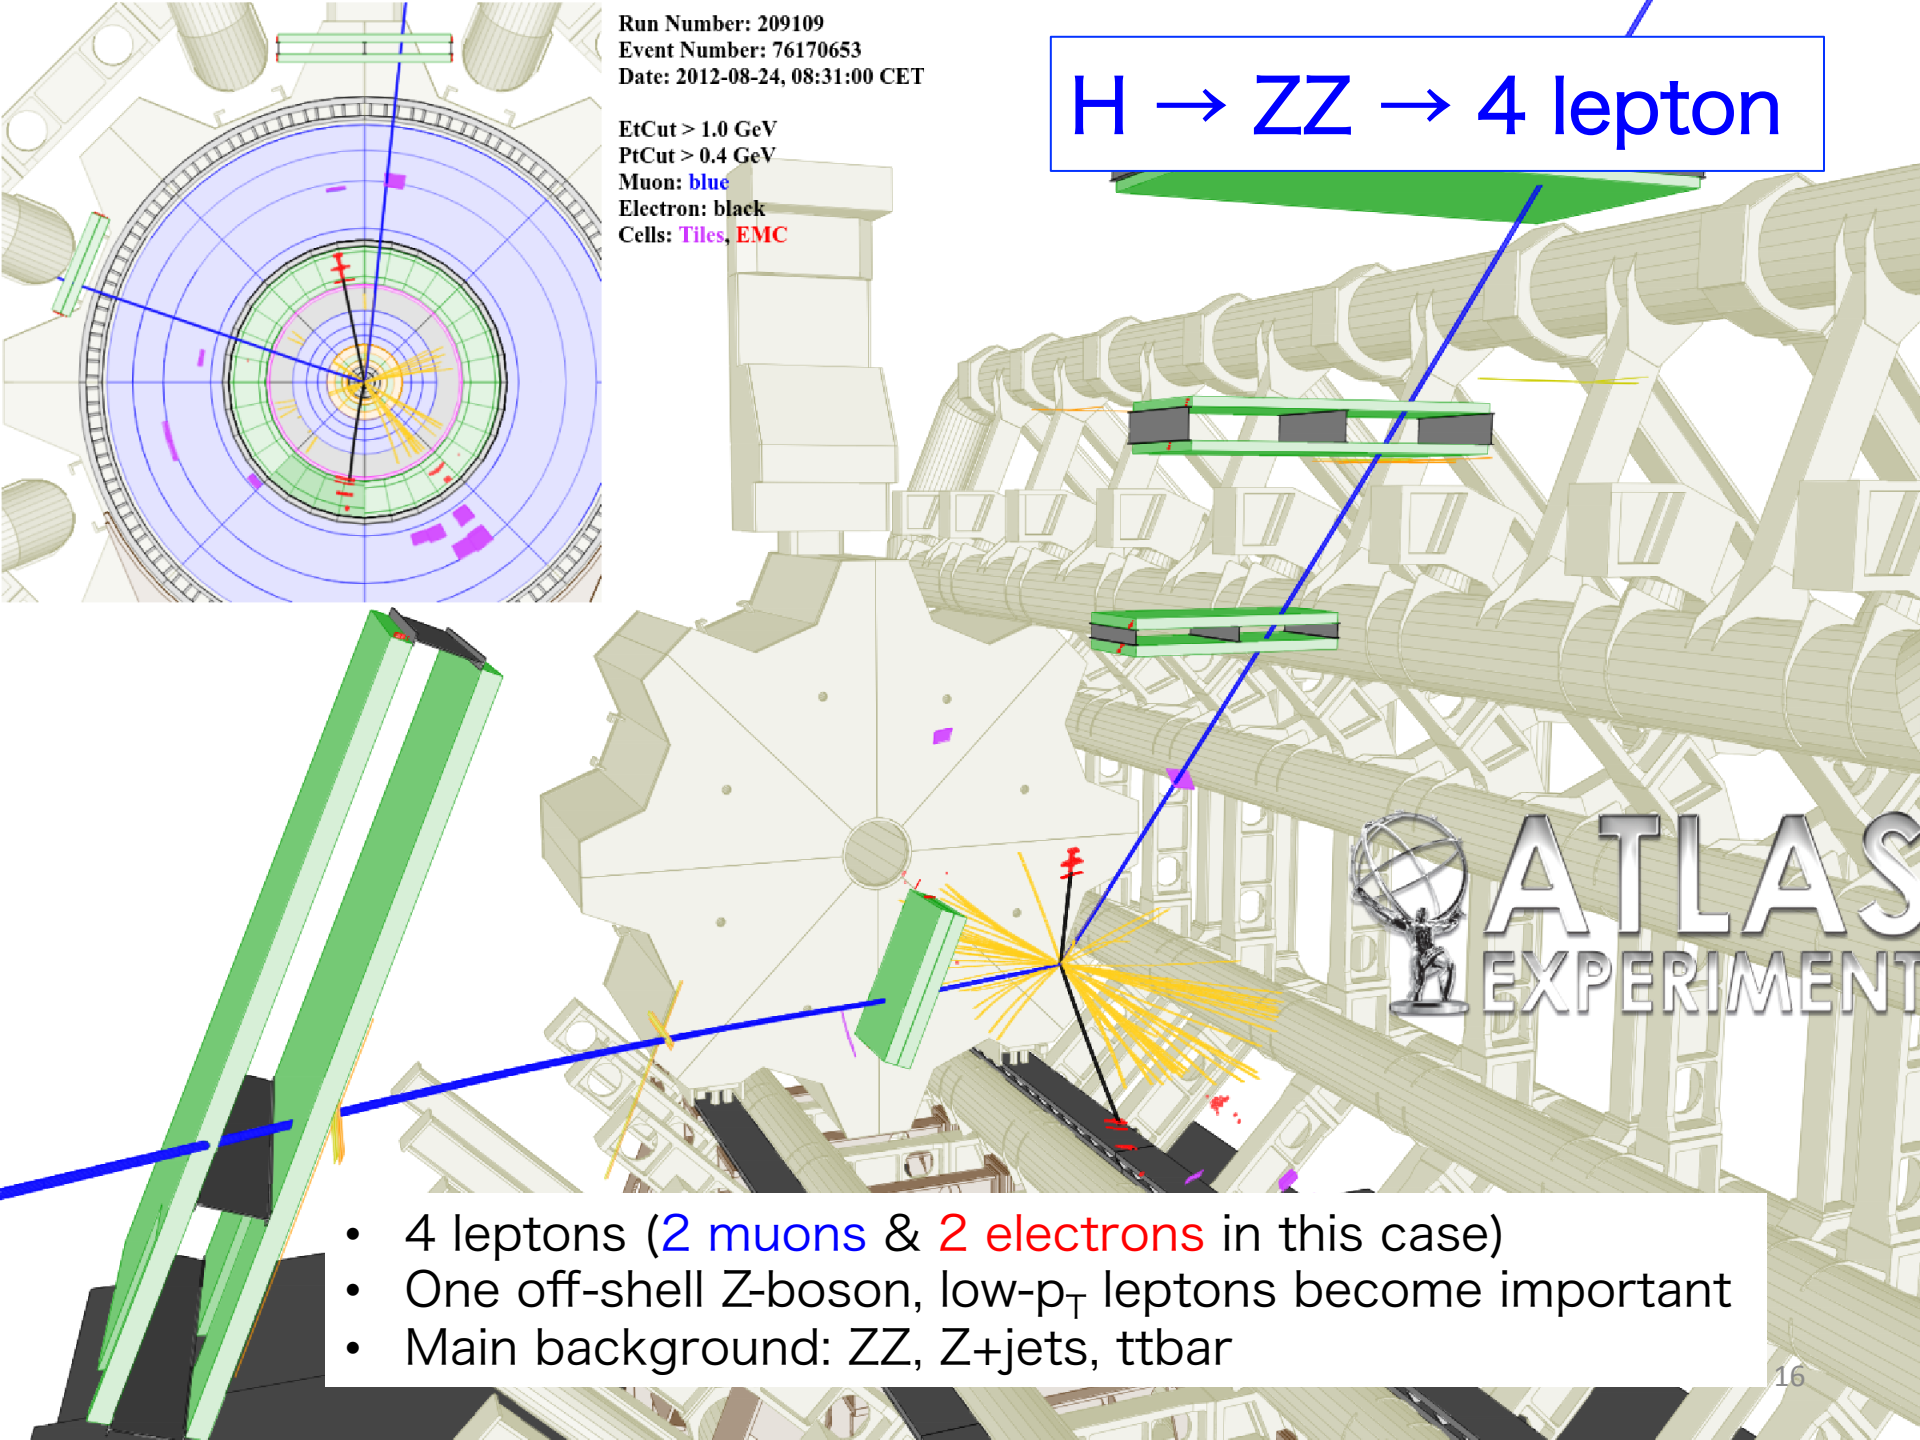 Run Number: 209109
Event Number: 76170653
Date: 2012-08-24, 08:31:00 CET
EtCut > 1.0 GeV
PtCut > 0.4 GeV
Muon: blue
Electron: black
Cells: Tiles, EMC
H → ZZ → 4 lepton
ATLAS
EXPERIMENT
• 4 leptons (2 muons & 2 electrons in this case)
• One off-shell Z-boson, low-pT leptons become important
• Main background: ZZ, Z+jets, ttbar
16